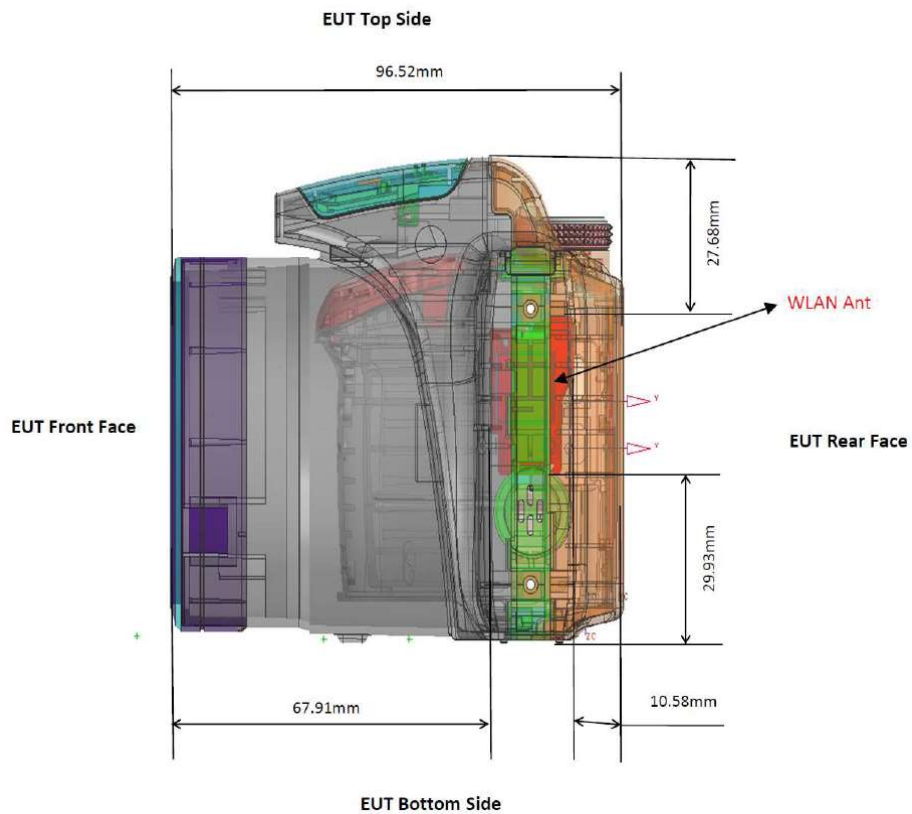 EUT Top Side
96.52mm
27.68mm
WLAN Ant
Y
EUT Front Face
EUT Rear Face
Y
29.93mm
67.91mm
10.58mm
EUT Bottom Side